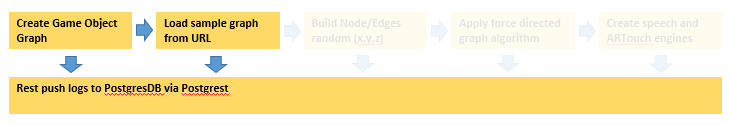 Create Game Object
Graph
Load sample graph
from URL
Build Node/Edges
random (x.v.z)
Apply force directed
graph algorithm
Create speech and
ARTouch engines
Rest push logs to PostgresDB via Postgrest